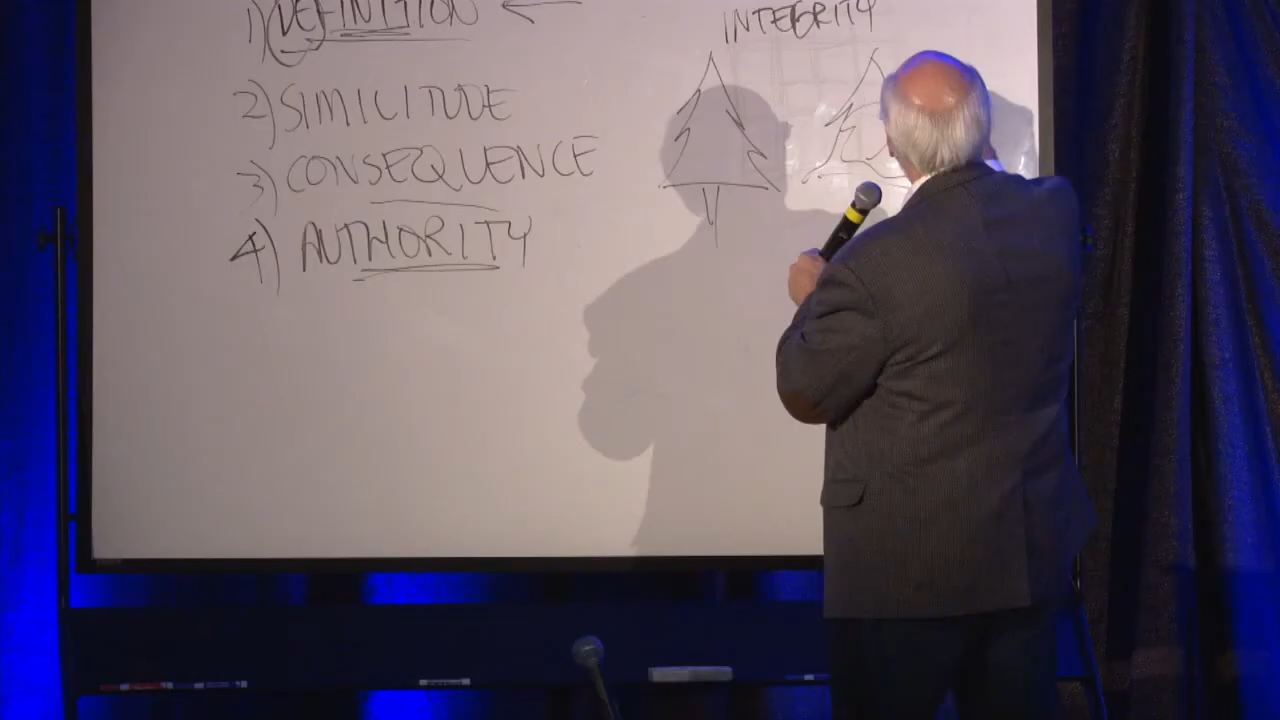 1) DEFINITION ←
2) SIMILITUDE
3) CONSEQUENCE
4) AUTHORITY
INTEGRITY